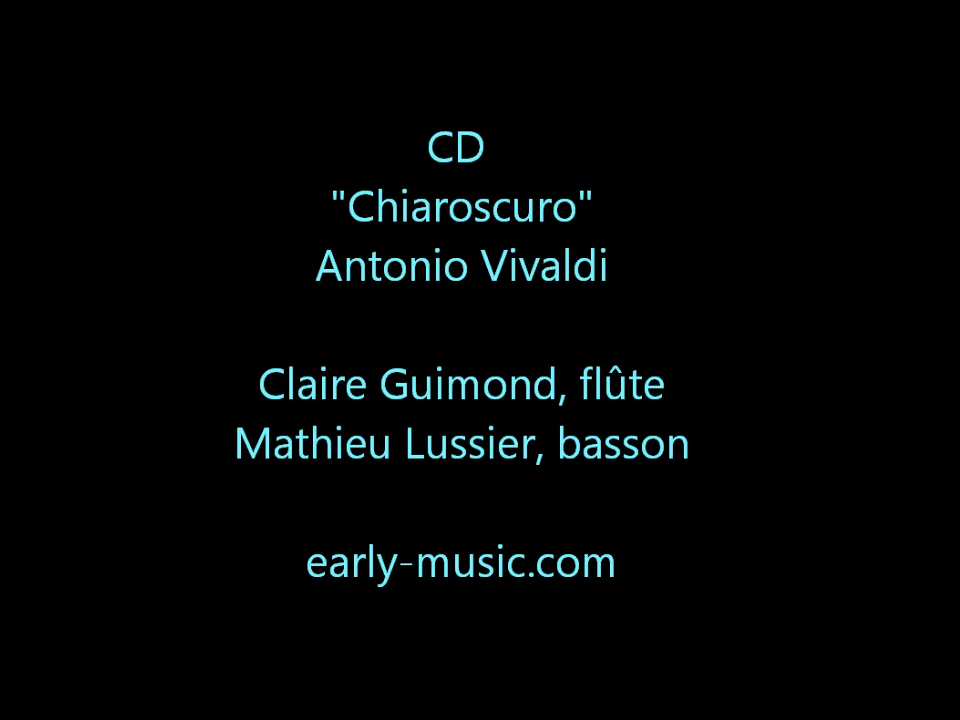 CD
"Chiaroscuro"
Antonio Vivaldi
Claire Guimond, flûte
Mathieu Lussier, basson
early-music.com